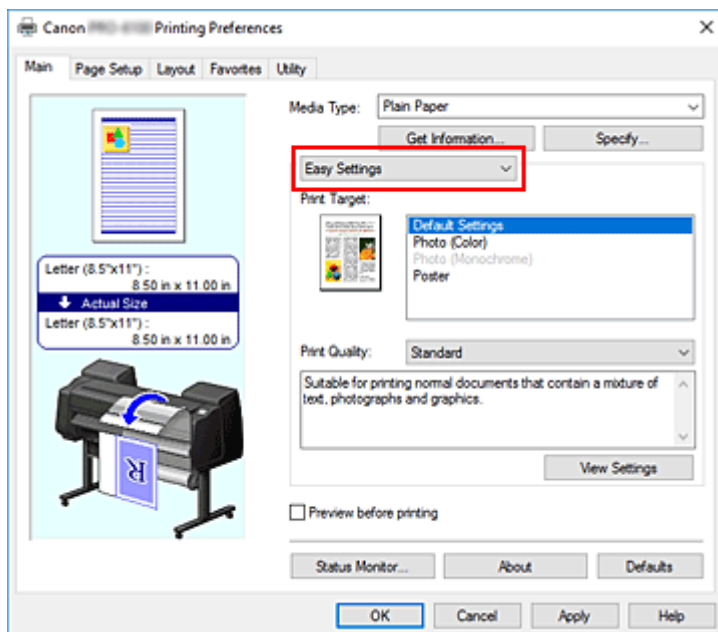 Canon Printing Preferences
Main Page Setup Layout Favorites Utility
Media Type: Plain Paper
Get Information... Specify...
Easy Settings
Print Target:
Default Settings
Photo (Color)
Photo (Monochrome)
Poster
Letter (8.5"x11") :
8.50 in x 11.00 in
Actual Size
Letter (8.5"x11") :
8.50 in x 11.00 in
R
Print Quality: Standard
Suitable for printing normal documents that contain a mixture of
text, photographs and graphics.
View Settings
Preview before printing
Status Monitor... About Defaults
OK Cancel Apply Help